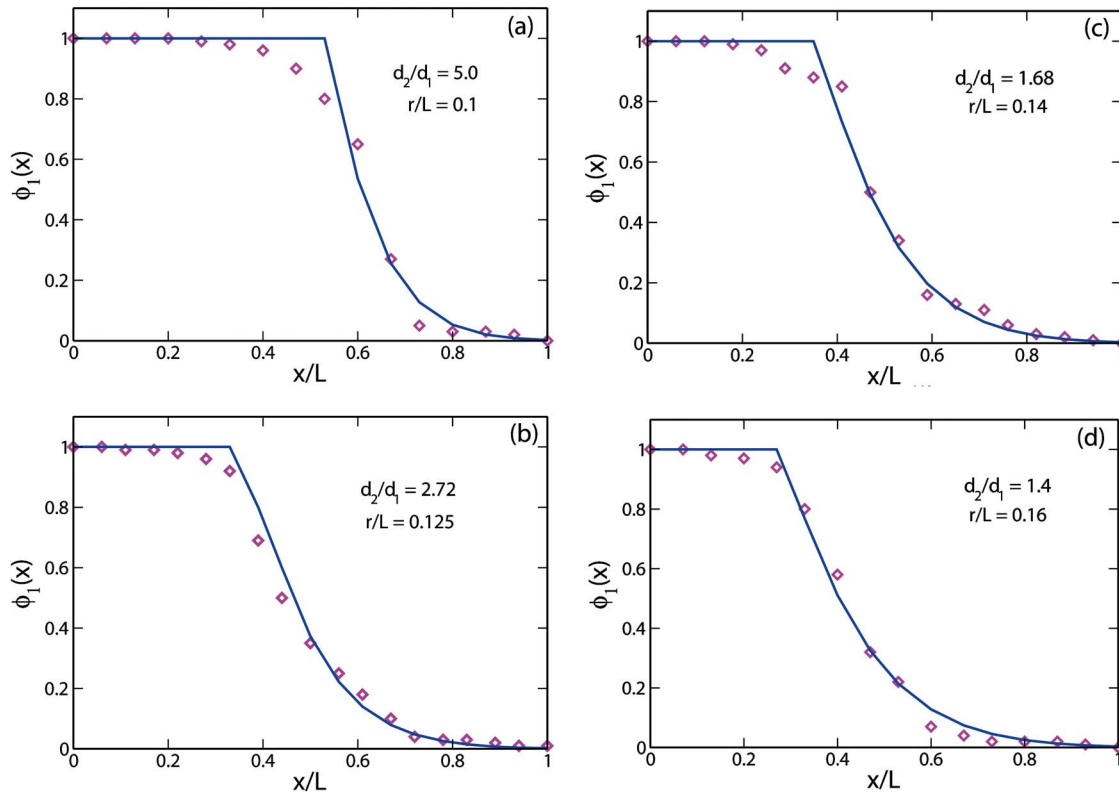 (a)
d₂/d₁ = 5.0
r/L = 0.1
ϕ₁(x)
1
0.8
0.6
0.4
0.2
0
0 0.2 0.4 0.6 0.8 1
x/L
(c)
d₂/d₁ = 1.68
r/L = 0.14
ϕ₁(x)
1
0.8
0.6
0.4
0.2
0
0 0.2 0.4 0.6 0.8 1
x/L
(b)
d₂/d₁ = 2.72
r/L = 0.125
ϕ₁(x)
1
0.8
0.6
0.4
0.2
0
0 0.2 0.4 0.6 0.8 1
x/L
(d)
d₂/d₁ = 1.4
r/L = 0.16
ϕ₁(x)
1
0.8
0.6
0.4
0.2
0
0 0.2 0.4 0.6 0.8 1
x/L